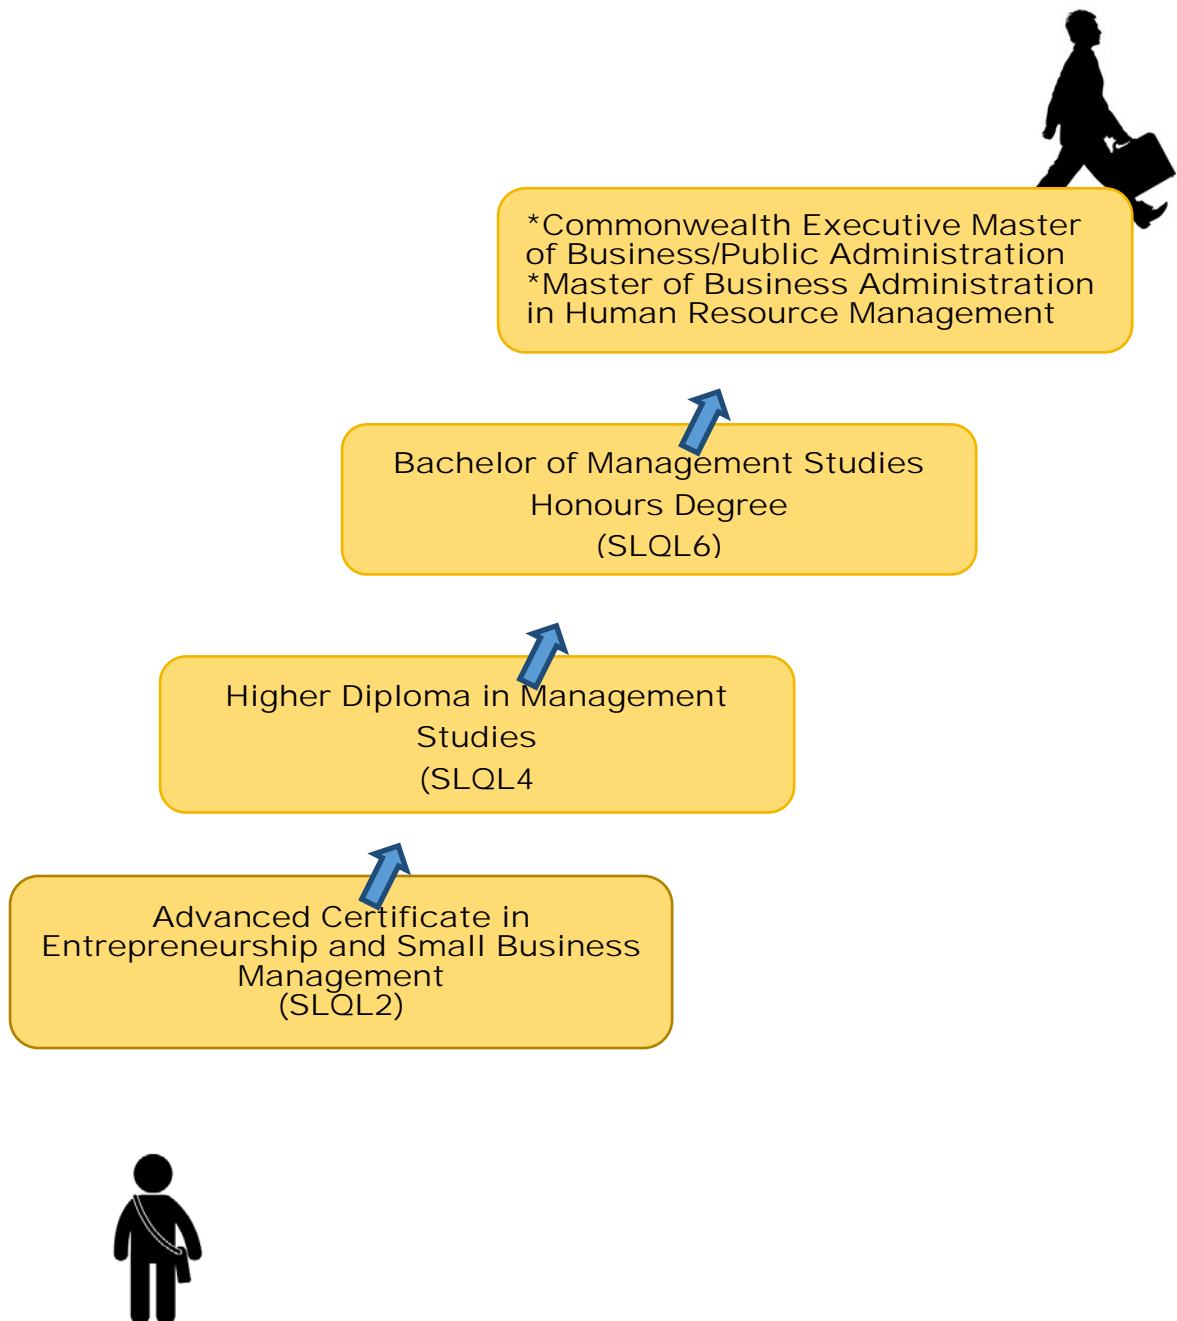 *Commonwealth Executive Master
of Business/Public Administration
*Master of Business Administration
in Human Resource Management
Bachelor of Management Studies
Honours Degree
(SLQL6)
Higher Diploma in Management
Studies
(SLQL4
Advanced Certificate in
Entrepreneurship and Small Business
Management
(SLQL2)